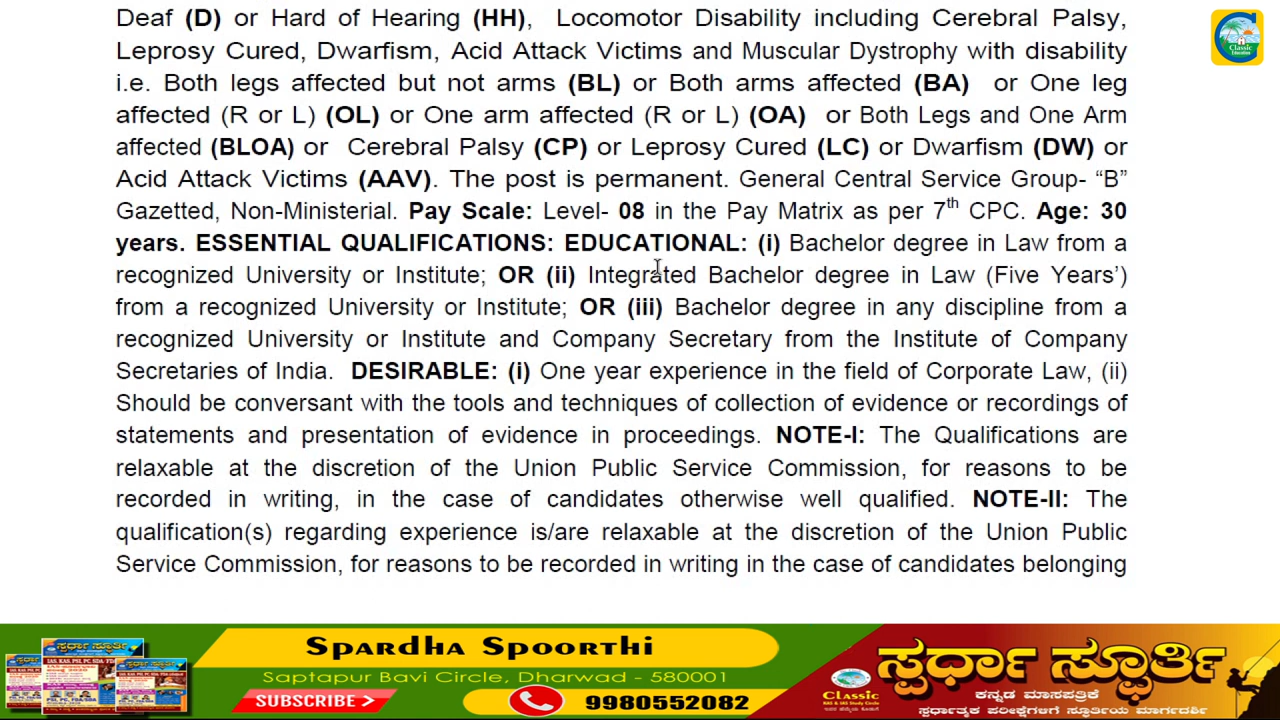 Deaf (D) or Hard of Hearing (HH), Locomotor Disability including Cerebral Palsy,
Leprosy Cured, Dwarfism, Acid Attack Victims and Muscular Dystrophy with disability
i.e. Both legs affected but not arms (BL) or Both arms affected (BA) or One leg
affected (R or L) (OL) or One arm affected (R or L) (OA) or Both Legs and One Arm
affected (BLOA) or Cerebral Palsy (CP) or Leprosy Cured (LC) or Dwarfism (DW) or
Acid Attack Victims (AAV). The post is permanent. General Central Service Group- “B”
Gazetted, Non-Ministerial. Pay Scale: Level- 08 in the Pay Matrix as per 7th CPC. Age: 30
years. ESSENTIAL QUALIFICATIONS: EDUCATIONAL: (i) Bachelor degree in Law from a
recognized University or Institute; OR (ii) Integrated Bachelor degree in Law (Five Years’)
from a recognized University or Institute; OR (iii) Bachelor degree in any discipline from a
recognized University or Institute and Company Secretary from the Institute of Company
Secretaries of India. DESIRABLE: (i) One year experience in the field of Corporate Law, (ii)
Should be conversant with the tools and techniques of collection of evidence or recordings of
statements and presentation of evidence in proceedings. NOTE-I: The Qualifications are
relaxable at the discretion of the Union Public Service Commission, for reasons to be
recorded in writing, in the case of candidates otherwise well qualified. NOTE-II: The
qualification(s) regarding experience is/are relaxable at the discretion of the Union Public
Service Commission, for reasons to be recorded in writing in the case of candidates belonging
Classic
Education
ಸ್ಪರ್ಧಾ ಸ್ಫೂರ್ತಿ
Spardha Spoorthi
Saptapur Bavi Circle, Dharwad - 580001
SUBSCRIBE >
9980552082
Classic
KAS & IAS Study Circle
ಸ್ಪರ್ಧಾ ಸ್ಫೂರ್ತಿ
ಕನ್ನಡ ಮಾಸಪತ್ರಿಕೆ
ಸ್ಪರ್ಧಾತ್ಮಕ ಪರೀಕ್ಷೆಗಳಿಗೆ ಸ್ಫೂರ್ತಿಯ ಮಾರ್ಗದರ್ಶಿ